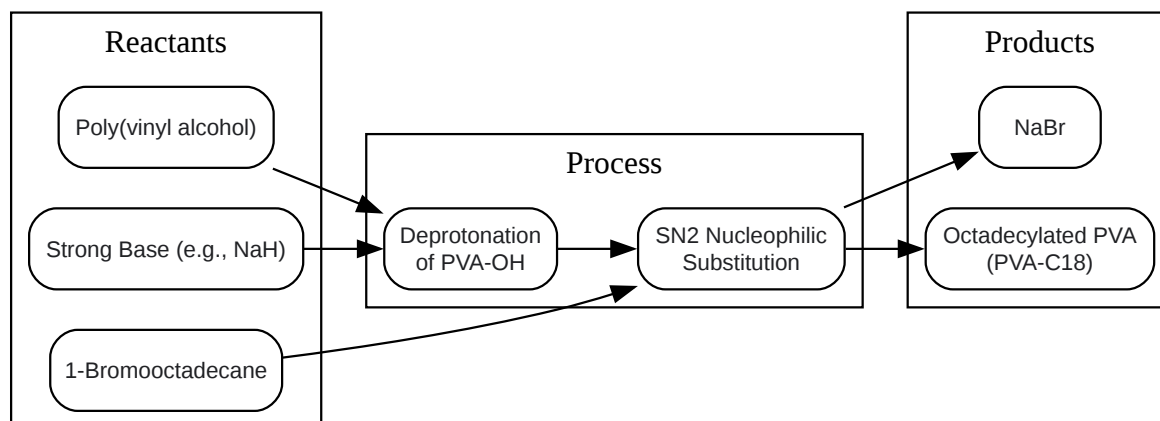 Reactants
Poly(vinyl alcohol)
Strong Base (e.g., NaH)
1-Bromooctadecane
Process
Deprotonation
of PVA-OH
SN2 Nucleophilic
Substitution
Products
NaBr
Octadecylated PVA
(PVA-C18)